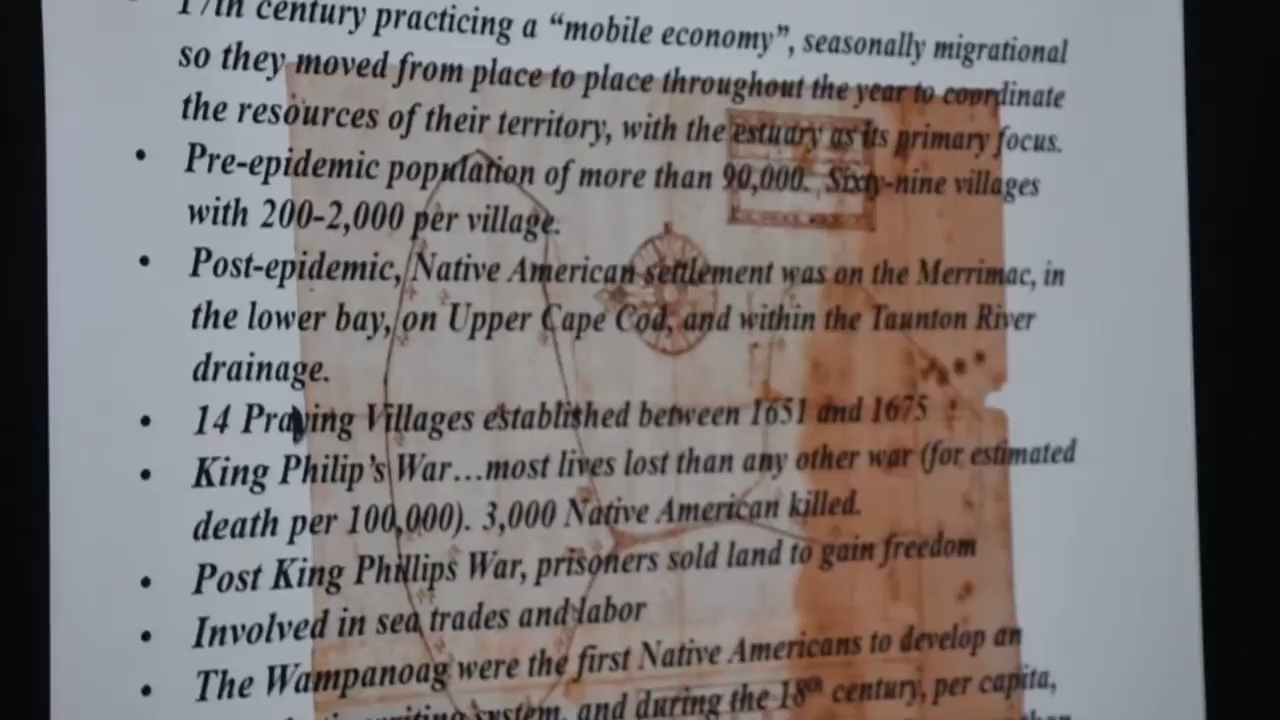 17th century practicing a “mobile economy”, seasonally migrational
so they moved from place to place throughout the year to coordinate
the resources of their territory, with the estuary as its primary focus.
• Pre-epidemic population of more than 90,000. Sixty-nine villages
with 200-2,000 per village.
• Post-epidemic, Native American settlement was on the Merrimac, in
the lower bay, on Upper Cape Cod, and within the Taunton River
drainage.
• 14 Praying Villages established between 1651 and 1675
• King Philip’s War…most lives lost than any other war (for estimated
death per 100,000). 3,000 Native American killed.
• Post King Phillips War, prisoners sold land to gain freedom
• Involved in sea trades and labor
• The Wampanoag were the first Native Americans to develop an
writing system, and during the 18th century, per capita,